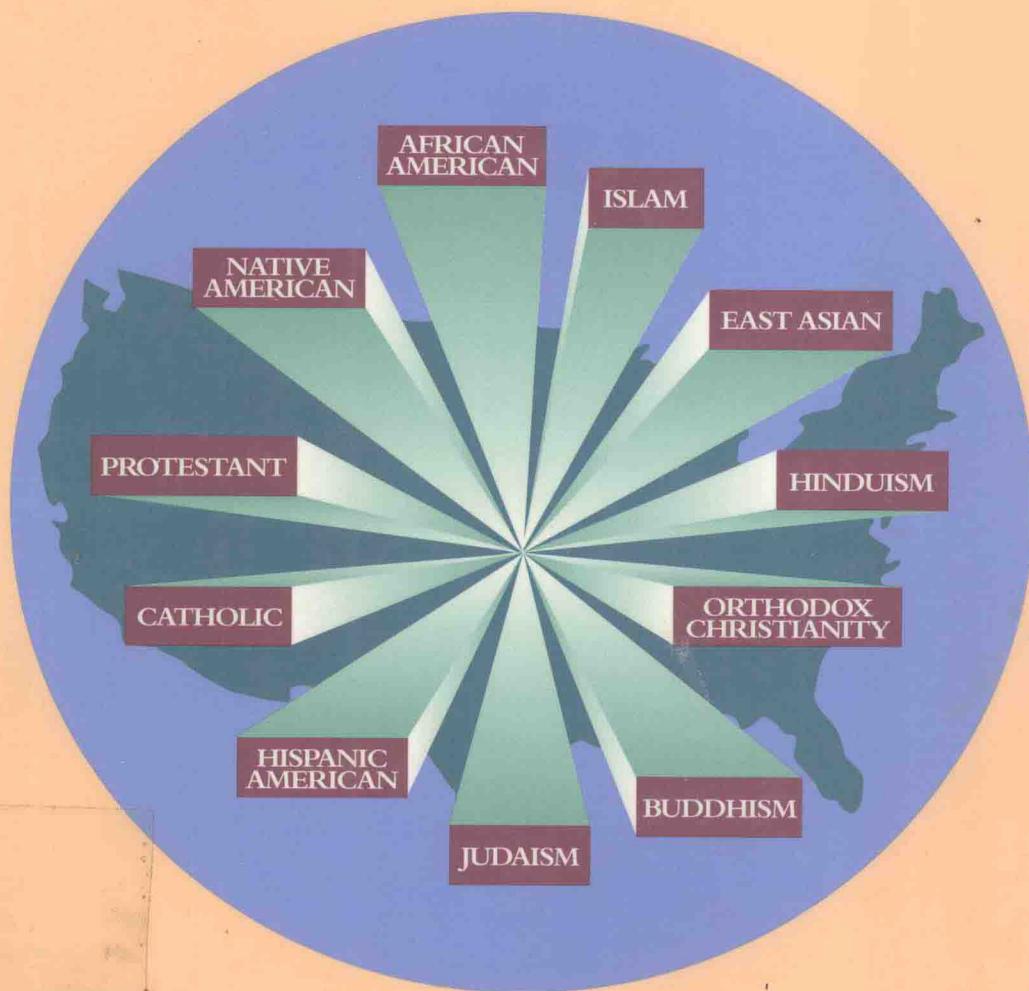 AFRICAN
AMERICAN
ISLAM
NATIVE
AMERICAN
EAST ASIAN
PROTESTANT
HINDUISM
CATHOLIC
ORTHODOX
CHRISTIANITY
HISPANIC
AMERICAN
BUDDHISM
JUDAISM